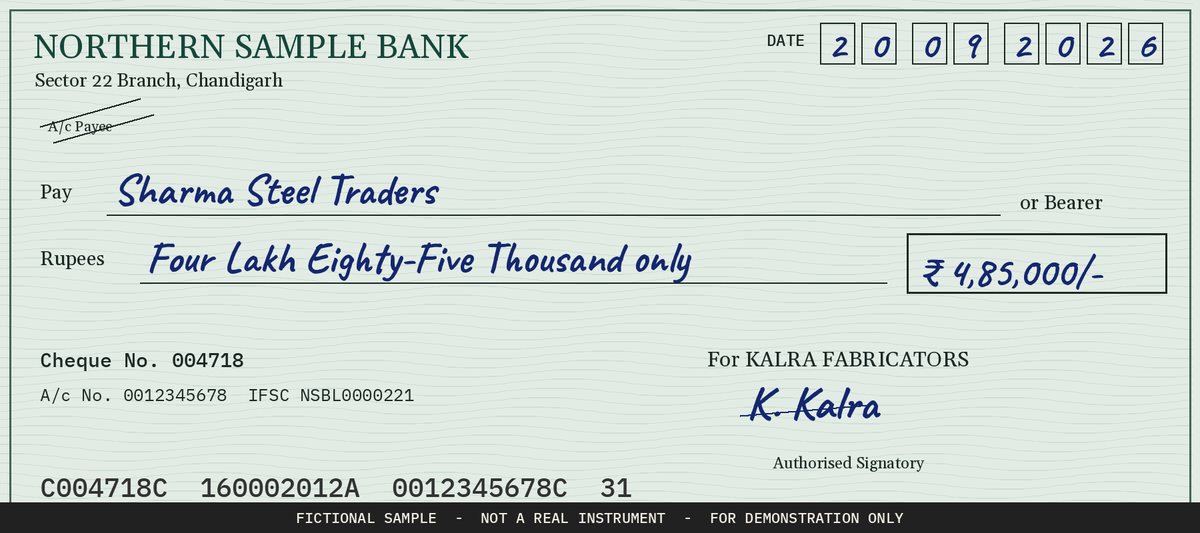 NORTHERN SAMPLE BANK
DATE 2 0 0 9 2 0 2 6
Sector 22 Branch, Chandigarh
A/c Payee
Pay Sharma Steel Traders or Bearer
Rupees Four Lakh Eighty-Five Thousand only ₹ 4,85,000/-
Cheque No. 004718
For KALRA FABRICATORS
A/c No. 0012345678 IFSC NSBL0000221
K. Kalra
Authorised Signatory
C004718C 160002012A 0012345678C 31
FICTIONAL SAMPLE - NOT A REAL INSTRUMENT - FOR DEMONSTRATION ONLY